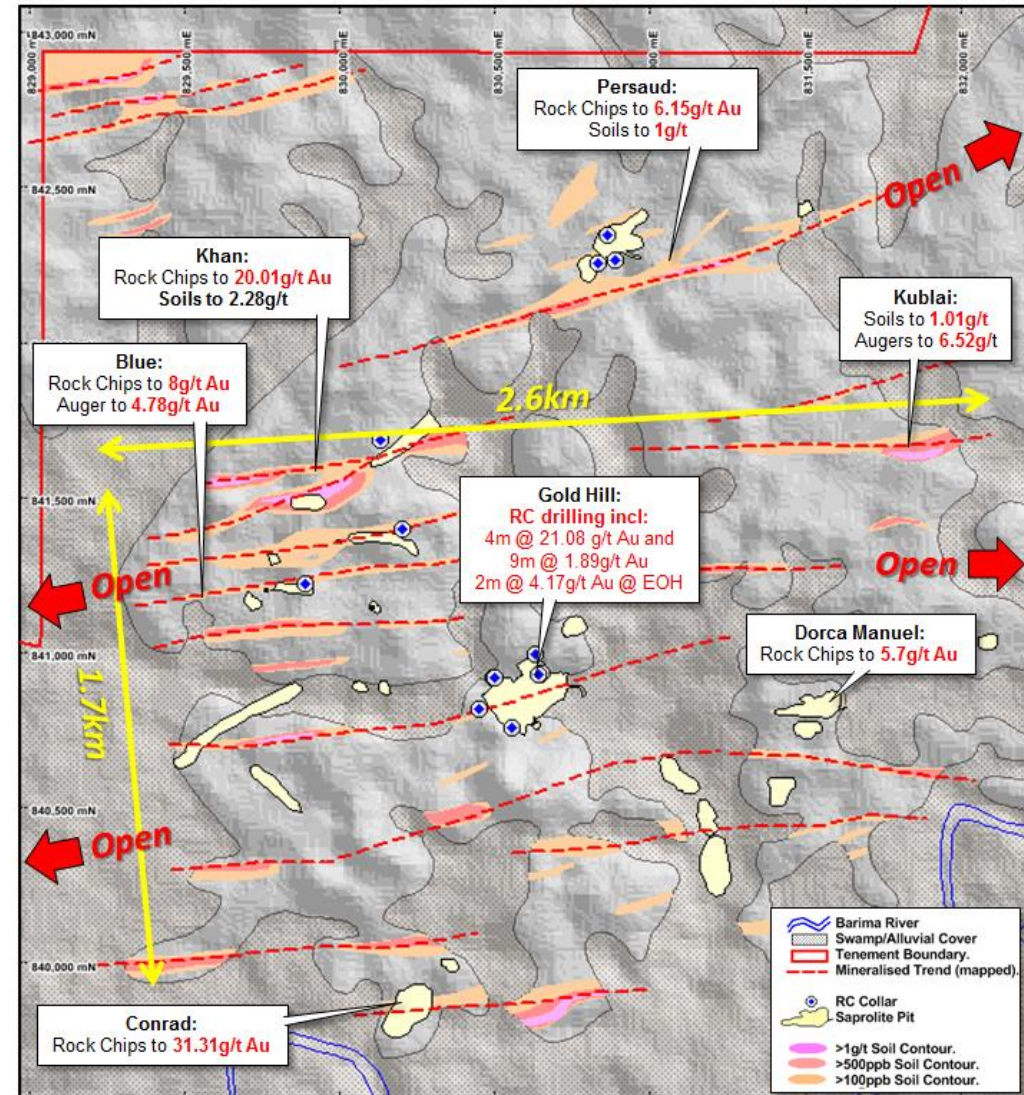 843,000 mN
829,000 mE
829,500 mE
830,000 mE
830,500 mE
831,500 mE
832,000 mE
Persaud:
Rock Chips to 6.15g/t Au
Soils to 1g/t
Open
842,500 mN
Khan:
Rock Chips to 20.01g/t Au
Soils to 2.28g/t
Kublai:
Soils to 1.01g/t
Augers to 6.52g/t
Blue:
Rock Chips to 8g/t Au
Auger to 4.78g/t Au
2.6km
841,500 mN
Gold Hill:
RC drilling incl:
4m @ 21.08 g/t Au and
9m @ 1.89g/t Au
2m @ 4.17g/t Au @ EOH
Open
Open
841,000 mN
Dorca Manuel:
Rock Chips to 5.7g/t Au
1.7km
840,500 mN
Open
840,000 mN
Conrad:
Rock Chips to 31.31g/t Au
Barima River
Swamp/Alluvial Cover
Tenement Boundary.
Mineralised Trend (mapped).
RC Collar
Saprolite Pit
>1g/t Soil Contour.
>500ppb Soil Contour.
>100ppb Soil Contour.